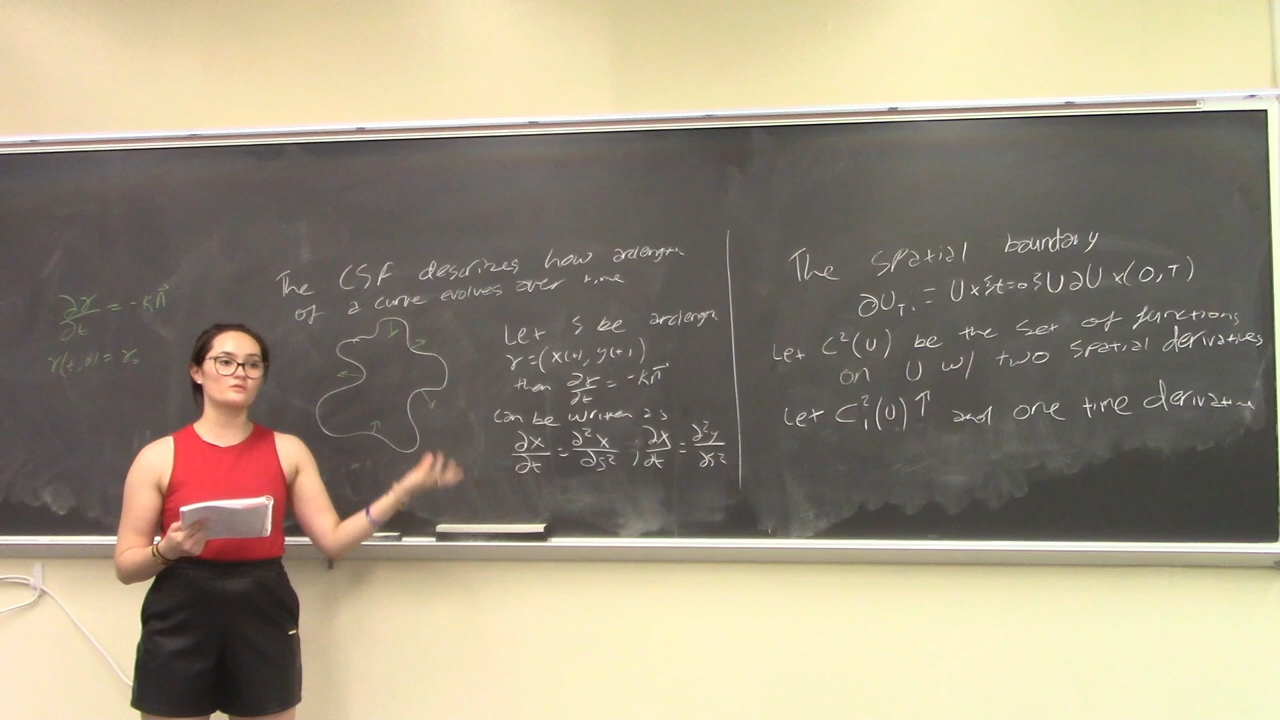 ∂γ/∂t = -κn⃗
γ(t, 0) = γ₀
The CSF describes how arclength
of a curve evolves over time
Let s be arclength
γ = (x(t), y(t))
then ∂γ/∂t = -κn⃗
can be written as
∂x/∂t = ∂²x/∂s² ; ∂x/∂t = ∂²y/∂s²
The spatial boundary
∂U_T := U×{t=0}∪∂U×(0,T)
Let C²(U) be the set of functions
on U w/ two spatial derivatives
Let C²₁(U) ↑ and one time derivative